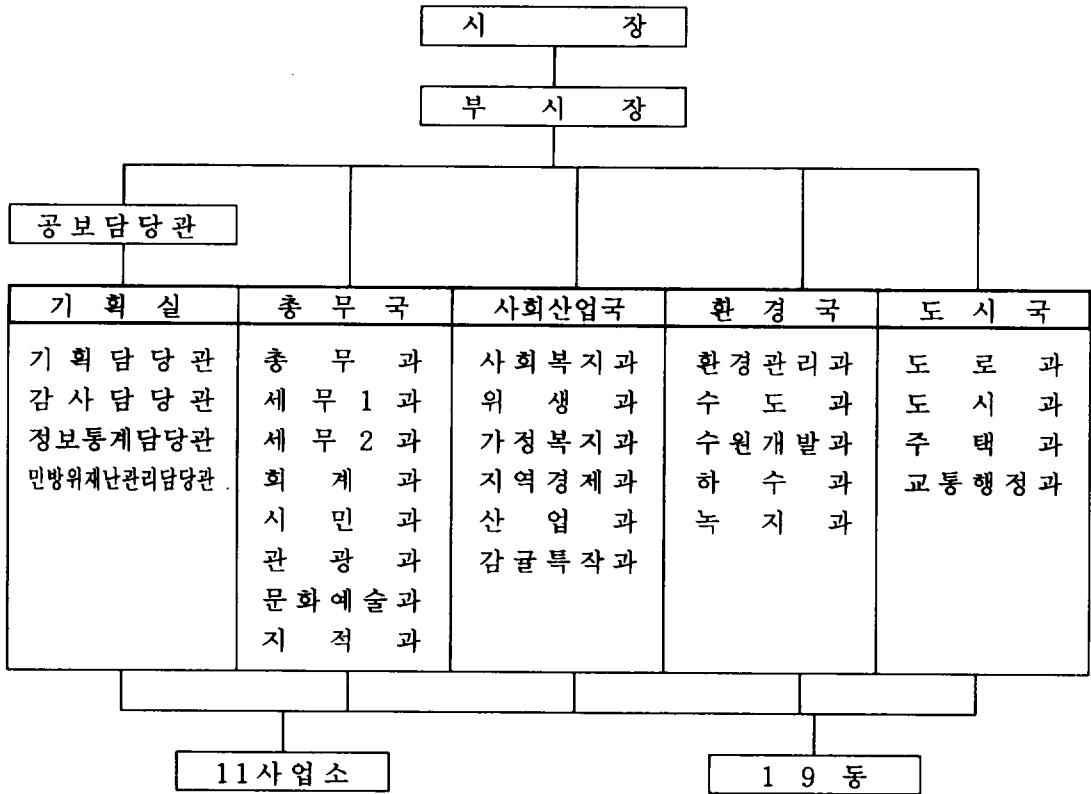 시 장
부 시 장
공보담당관
기 획 실
기획담당관
감사담당관
정보통계담당관
민방위재난관리담당관
총 무 국
총 무 과
세 무 1 과
세 무 2 과
회 계 과
시 민 과
관 광 과
문화예술과
지 적 과
사회산업국
사회복지과
위 생 과
가정복지과
지역경제과
산 업 과
감귤특작과
환 경 국
환경관리과
수 도 과
수원개발과
하 수 과
녹 지 과
도 시 국
도 로 과
도 시 과
주 택 과
교통행정과
11사업소
1 9 동